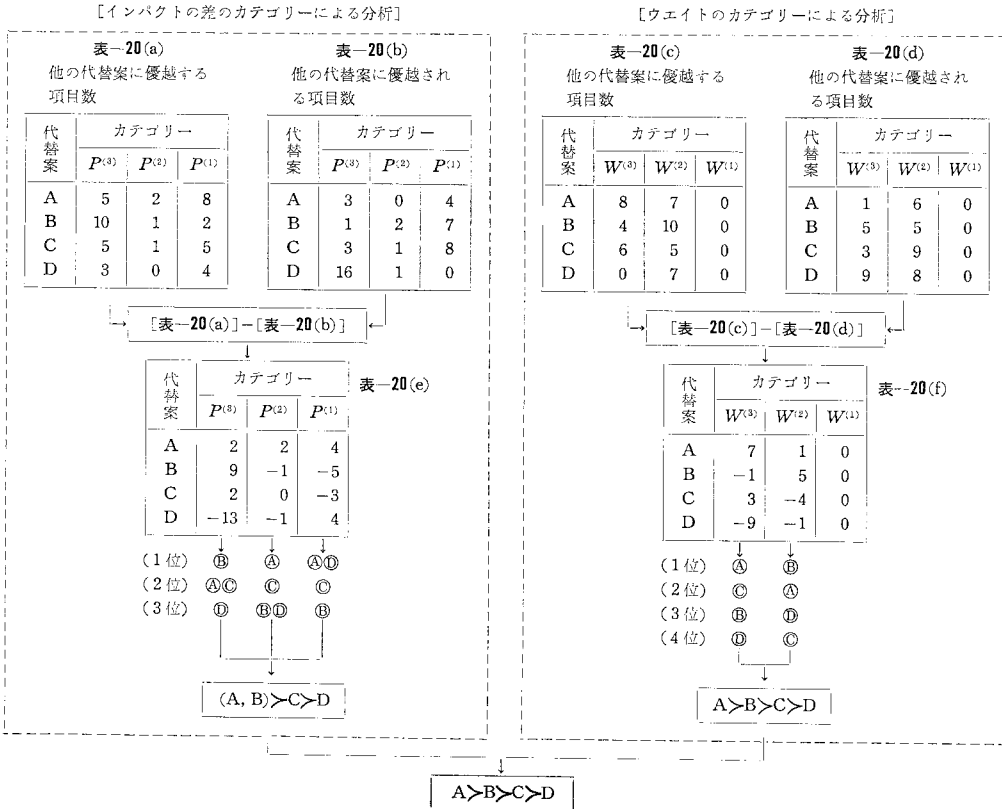 [インパクトの差のカテゴリーによる分析]
表—20(a)
他の代替案に優越する
項目数
代替案 カテゴリー
P(3) P(2) P(1)
A 5 2 8
B 10 1 2
C 5 1 5
D 3 0 4
表—20(b)
他の代替案に優越され
る項目数
カテゴリー
P(3) P(2) P(1)
A 3 0 4
B 1 2 7
C 3 1 8
D 16 1 0
[表—20(a)]−[表—20(b)]
表—20(e)
代替案 カテゴリー
P(3) P(2) P(1)
A 2 2 4
B 9 −1 −5
C 2 0 −3
D −13 −1 4
(1位) Ⓑ Ⓐ ⒶⒹ
(2位) ⒶⒸ Ⓒ Ⓒ
(3位) Ⓓ ⒷⒹ Ⓑ
(A, B)≻C≻D
[ウエイトのカテゴリーによる分析]
表—20(c)
他の代替案に優越する
項目数
代替案 カテゴリー
W(3) W(2) W(1)
A 8 7 0
B 4 10 0
C 6 5 0
D 0 7 0
表—20(d)
他の代替案に優越され
る項目数
代替案 カテゴリー
W(3) W(2) W(1)
A 1 6 0
B 5 5 0
C 3 9 0
D 9 8 0
[表—20(c)]−[表—20(d)]
表—20(f)
代替案 カテゴリー
W(3) W(2) W(1)
A 7 1 0
B −1 5 0
C 3 −4 0
D −9 −1 0
(1位) Ⓐ Ⓑ
(2位) Ⓒ Ⓐ
(3位) Ⓑ Ⓓ
(4位) Ⓓ Ⓒ
A≻B≻C≻D
A≻B≻C≻D